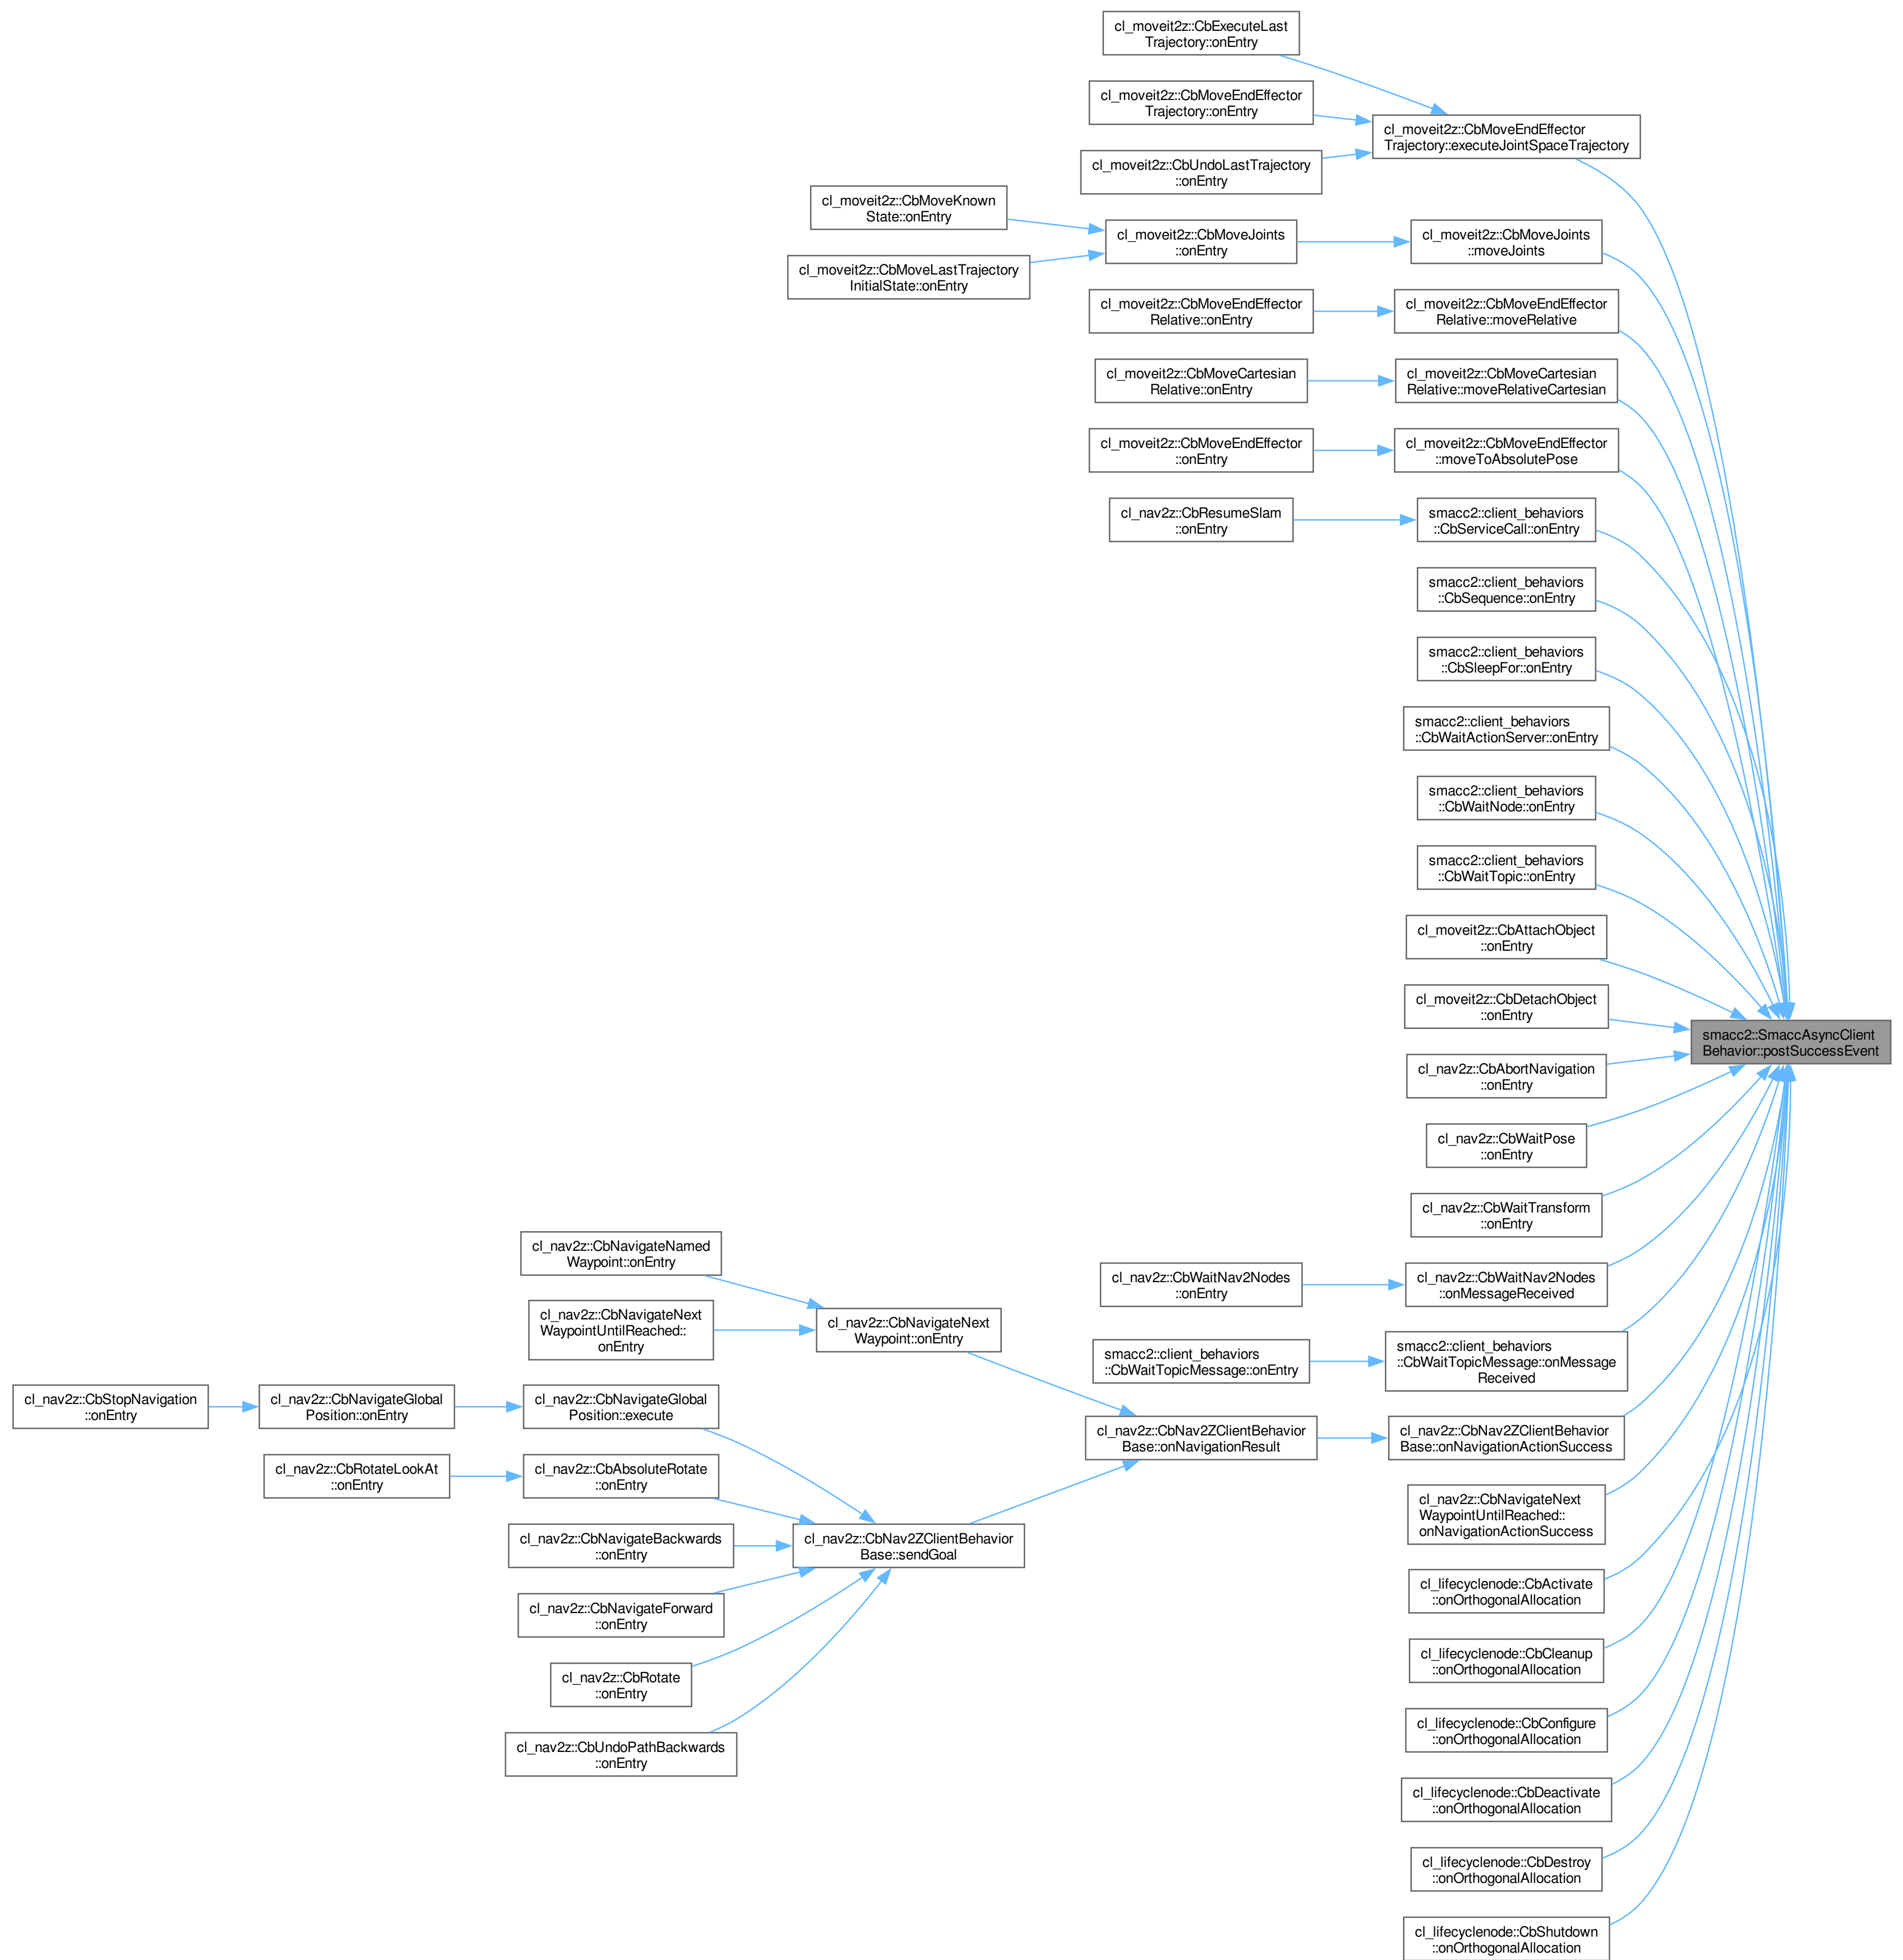 cl_moveit2z::CbExecuteLast
Trajectory::onEntry
cl_moveit2z::CbMoveEndEffector
Trajectory::onEntry
cl_moveit2z::CbMoveEndEffector
Trajectory::executeJointSpaceTrajectory
cl_moveit2z::CbUndoLastTrajectory
::onEntry
cl_moveit2z::CbMoveKnown
State::onEntry
cl_moveit2z::CbMoveJoints
::onEntry
cl_moveit2z::CbMoveJoints
::moveJoints
cl_moveit2z::CbMoveLastTrajectory
InitialState::onEntry
cl_moveit2z::CbMoveEndEffector
Relative::onEntry
cl_moveit2z::CbMoveEndEffector
Relative::moveRelative
cl_moveit2z::CbMoveCartesian
Relative::onEntry
cl_moveit2z::CbMoveCartesian
Relative::moveRelativeCartesian
cl_moveit2z::CbMoveEndEffector
::onEntry
cl_moveit2z::CbMoveEndEffector
::moveToAbsolutePose
cl_nav2z::CbResumeSlam
::onEntry
smacc2::client_behaviors
::CbServiceCall::onEntry
smacc2::client_behaviors
::CbSequence::onEntry
smacc2::client_behaviors
::CbSleepFor::onEntry
smacc2::client_behaviors
::CbWaitActionServer::onEntry
smacc2::client_behaviors
::CbWaitNode::onEntry
smacc2::client_behaviors
::CbWaitTopic::onEntry
cl_moveit2z::CbAttachObject
::onEntry
cl_moveit2z::CbDetachObject
::onEntry
smacc2::SmaccAsyncClient
Behavior::postSuccessEvent
cl_nav2z::CbAbortNavigation
::onEntry
cl_nav2z::CbWaitPose
::onEntry
cl_nav2z::CbWaitTransform
::onEntry
cl_nav2z::CbNavigateNamed
Waypoint::onEntry
cl_nav2z::CbWaitNav2Nodes
::onEntry
cl_nav2z::CbWaitNav2Nodes
::onMessageReceived
cl_nav2z::CbNavigateNext
WaypointUntilReached::
onEntry
cl_nav2z::CbNavigateNext
Waypoint::onEntry
smacc2::client_behaviors
::CbWaitTopicMessage::onEntry
smacc2::client_behaviors
::CbWaitTopicMessage::onMessage
Received
cl_nav2z::CbStopNavigation
::onEntry
cl_nav2z::CbNavigateGlobal
Position::onEntry
cl_nav2z::CbNavigateGlobal
Position::execute
cl_nav2z::CbNav2ZClientBehavior
Base::onNavigationResult
cl_nav2z::CbNav2ZClientBehavior
Base::onNavigationActionSuccess
cl_nav2z::CbRotateLookAt
::onEntry
cl_nav2z::CbAbsoluteRotate
::onEntry
cl_nav2z::CbNavigateNext
WaypointUntilReached::
onNavigationActionSuccess
cl_nav2z::CbNavigateBackwards
::onEntry
cl_nav2z::CbNav2ZClientBehavior
Base::sendGoal
cl_lifecyclenode::CbActivate
::onOrthogonalAllocation
cl_nav2z::CbNavigateForward
::onEntry
cl_lifecyclenode::CbCleanup
::onOrthogonalAllocation
cl_nav2z::CbRotate
::onEntry
cl_lifecyclenode::CbConfigure
::onOrthogonalAllocation
cl_nav2z::CbUndoPathBackwards
::onEntry
cl_lifecyclenode::CbDeactivate
::onOrthogonalAllocation
cl_lifecyclenode::CbDestroy
::onOrthogonalAllocation
cl_lifecyclenode::CbShutdown
::onOrthogonalAllocation